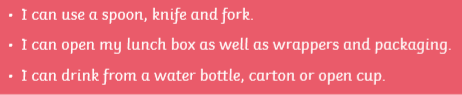 • I can use a spoon, knife and fork.
• I can open my lunch box as well as wrappers and packaging.
• I can drink from a water bottle, carton or open cup.